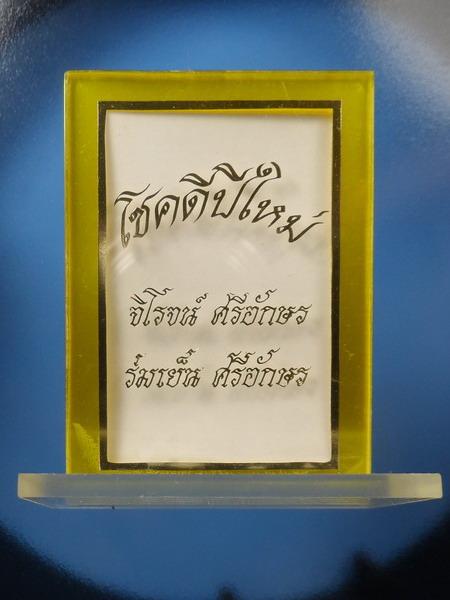 โชคดีปีใหม่
จิโรจน์ ศรีอักษร
ร่มเย็น ศรีอักษร